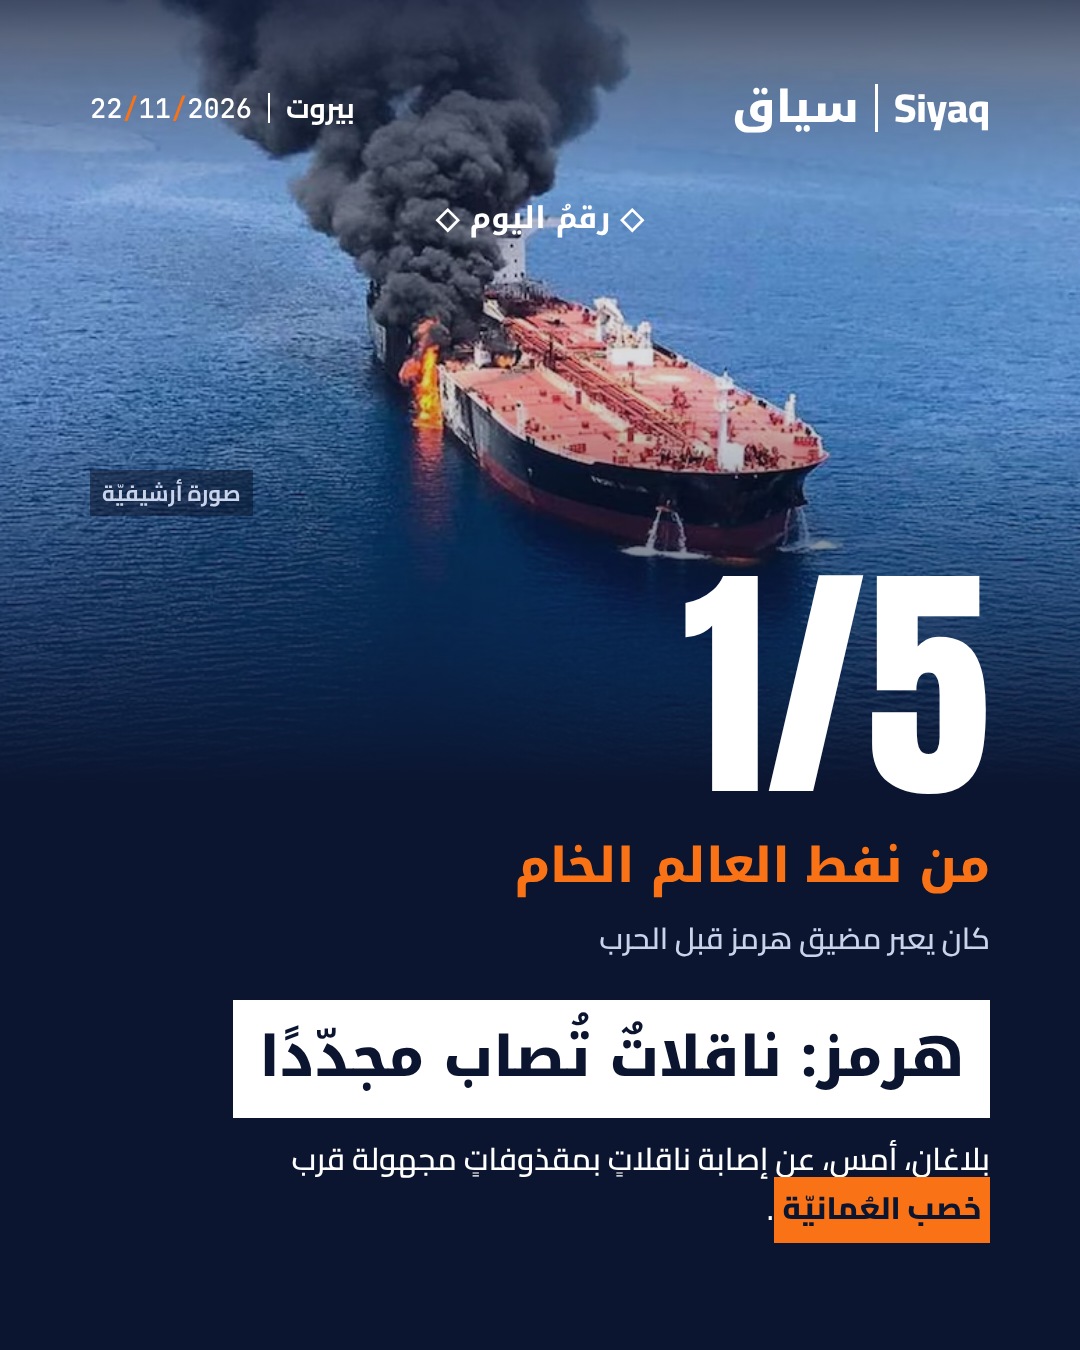 سياق | Siyaq
بيروت | 22/11/2026
◇ رقمُ اليوم ◇
صورة أرشيفيّة
1/5
من نفط العالم الخام
كان يعبر مضيق هرمز قبل الحرب
هرمز: ناقلاتٌ تُصاب مجدّدًا
بلاغان، أمس، عن إصابة ناقلاتٍ بمقذوفاتٍ مجهولة قرب
خصب العُمانيّة.